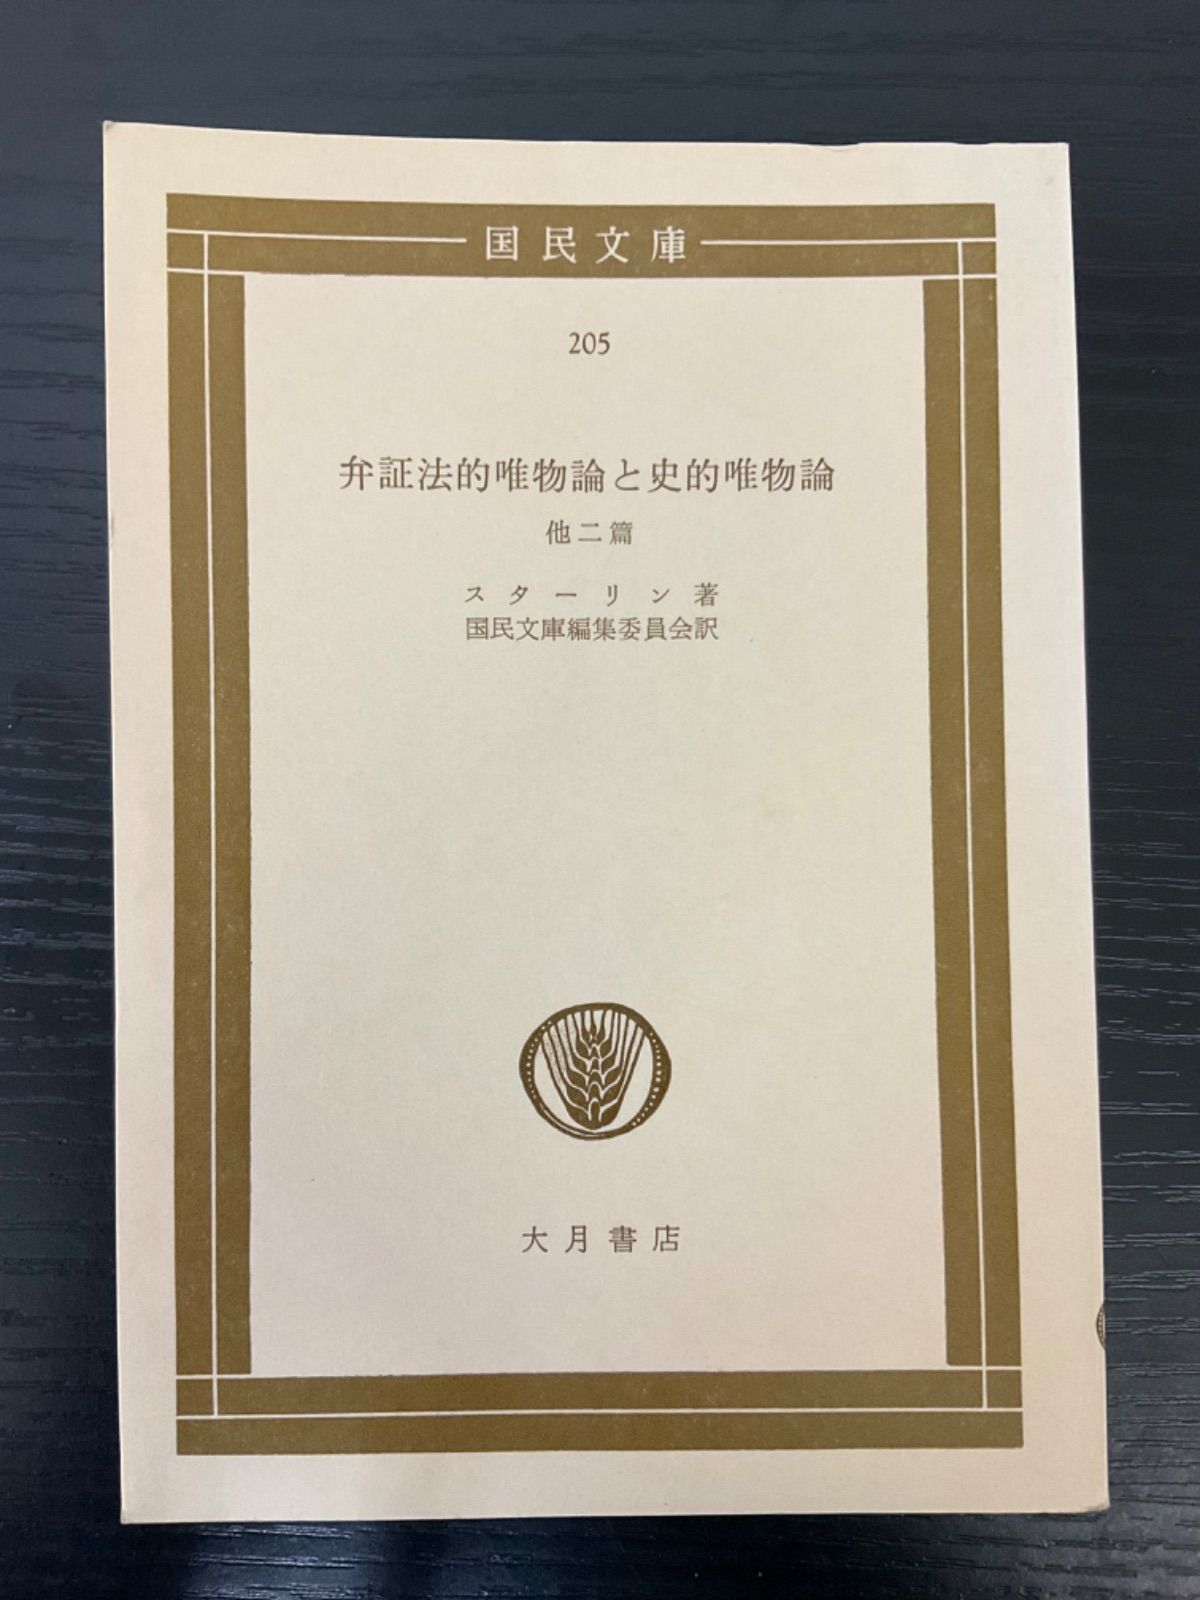 国民文庫
205
弁証法的唯物論と史的唯物論
他二篇
スターリン著
国民文庫編集委員会訳
大月書店